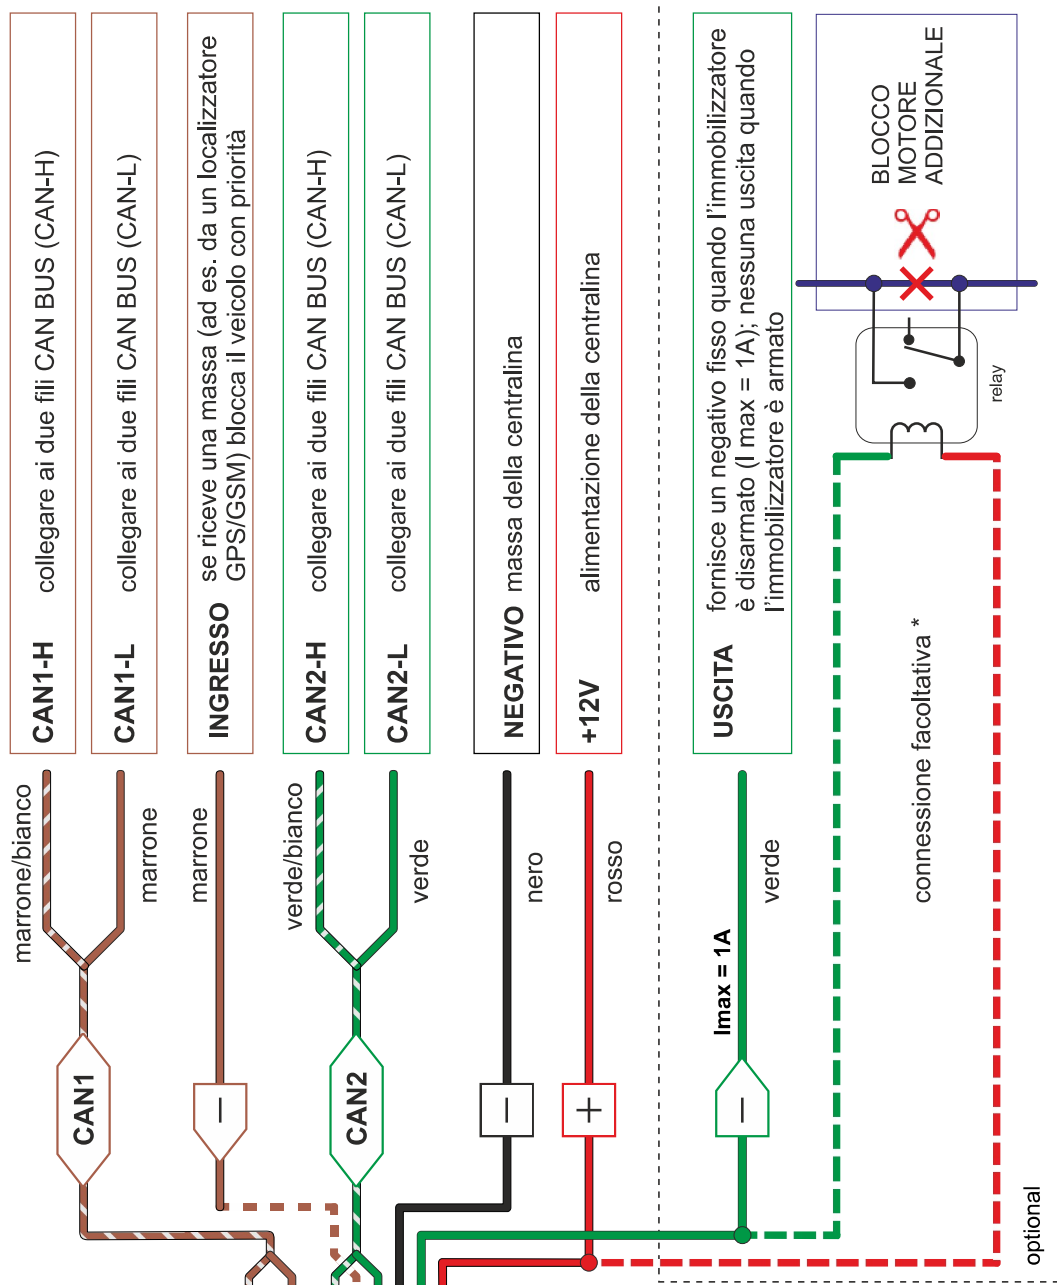 marrone/bianco
CAN1
CAN1-H
collegare ai due fili CAN BUS (CAN-H)
marrone
CAN1-L
collegare ai due fili CAN BUS (CAN-L)
marrone
–
INGRESSO
se riceve una massa (ad es. da un localizzatore
GPS/GSM) blocca il veicolo con priorità
verde/bianco
CAN2
CAN2-H
collegare ai due fili CAN BUS (CAN-H)
verde
CAN2-L
collegare ai due fili CAN BUS (CAN-L)
–
nero
NEGATIVO massa della centralina
+
rosso
+12V
alimentazione della centralina
–
Imax = 1A
verde
USCITA
fornisce un negativo fisso quando l'immobilizzatore
è disarmato (I max = 1A); nessuna uscita quando
l'immobilizzatore è armato
BLOCCO
MOTORE
ADDIZIONALE
relay
connessione facoltativa *
optional